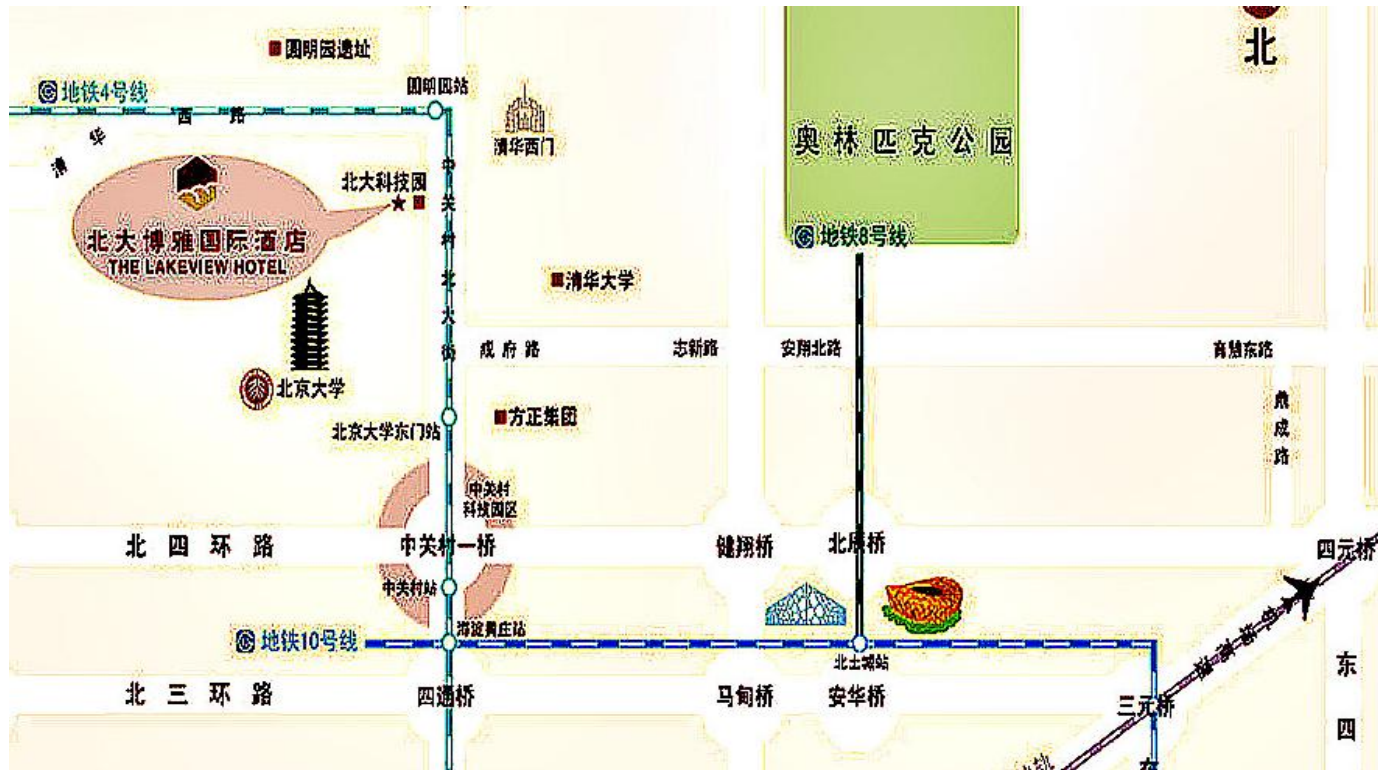 北
圆明园遗址
地铁4号线
圆明园站
清华西路
清华西门
奥林匹克公园
北大科技园
中关村北大街
北大博雅国际酒店
THE LAKEVIEW HOTEL
地铁8号线
清华大学
成府路
志新路
安翔北路
育慧东路
北京大学
方正集团
北京大学东门站
鼎成路
中关村
科技园区
北四环路
中关村一桥
健翔桥
北辰桥
四元桥
中关村站
海淀黄庄站
地铁10号线
北土城站
北三环路
四通桥
马甸桥
安华桥
三元桥
东四